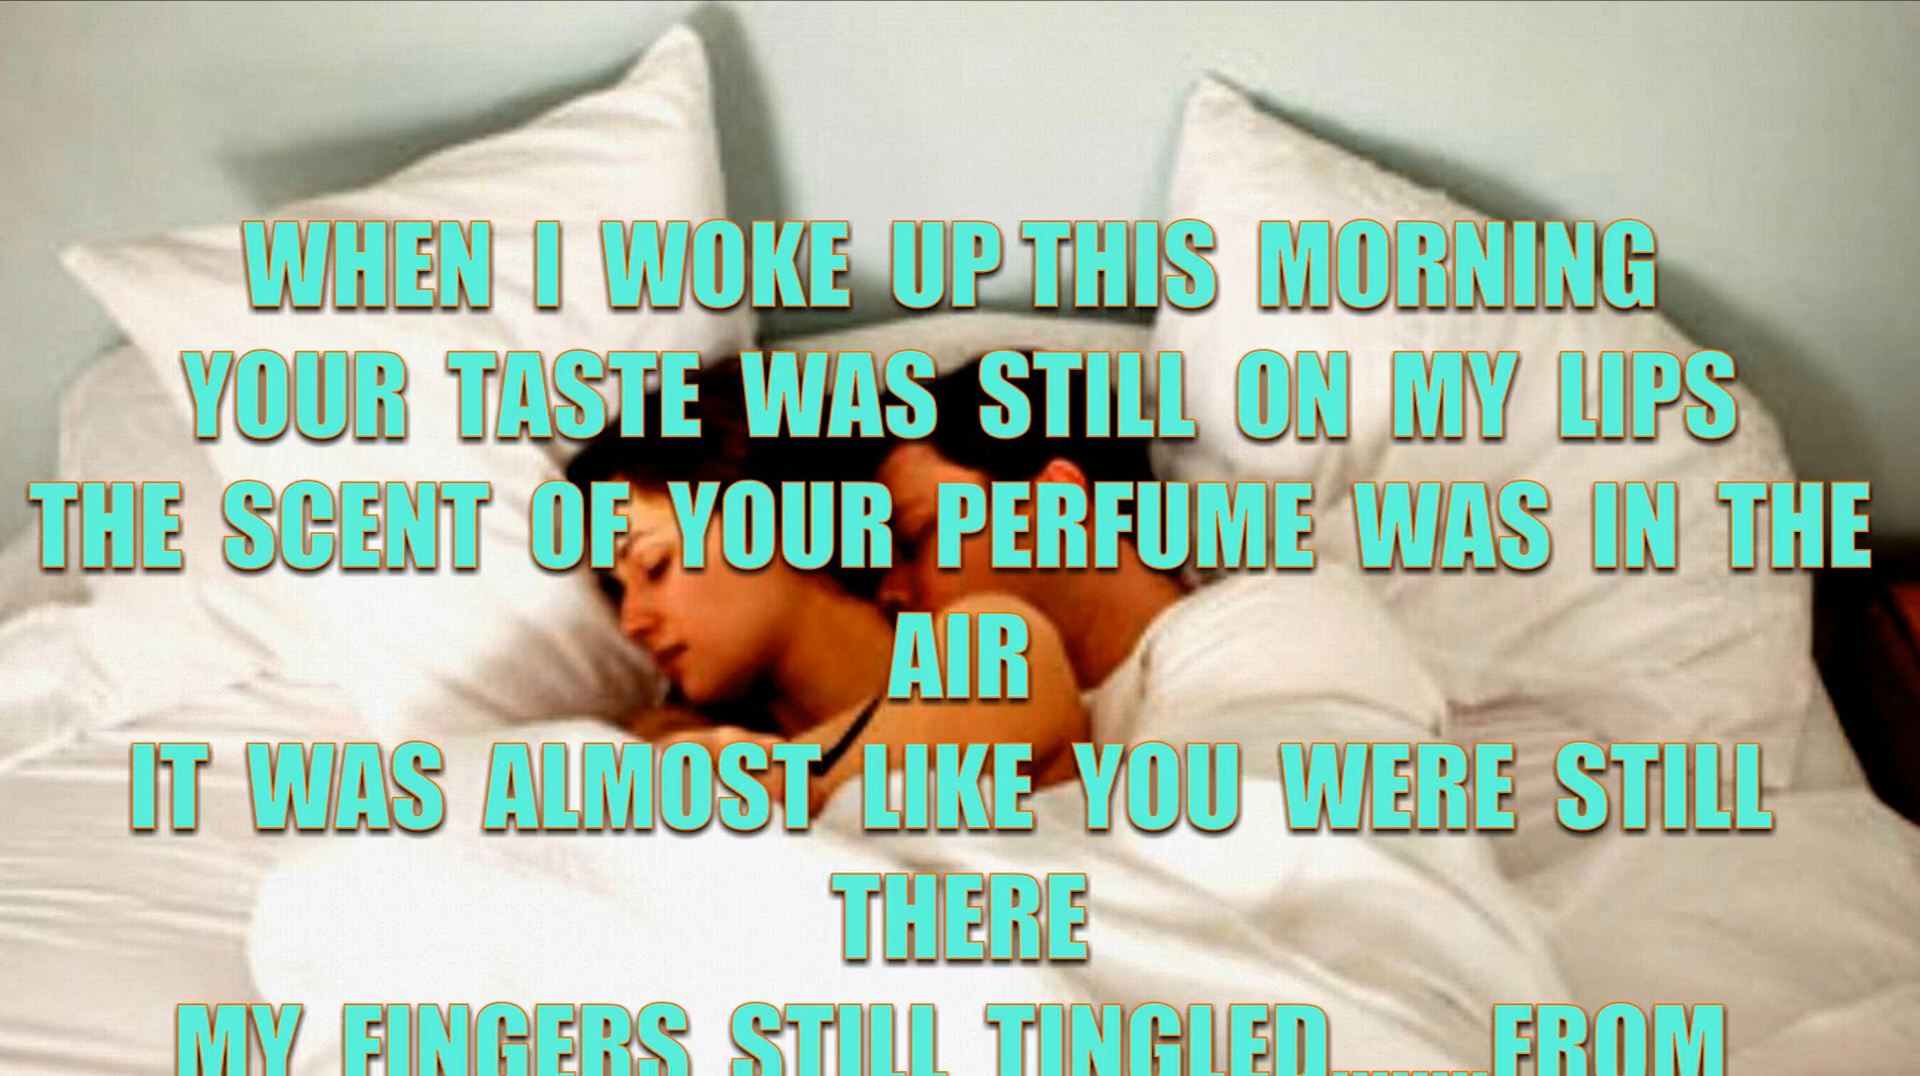 WHEN I WOKE UP THIS MORNING
YOUR TASTE WAS STILL ON MY LIPS
THE SCENT OF YOUR PERFUME WAS IN THE
AIR
IT WAS ALMOST LIKE YOU WERE STILL
THERE
MY FINGERS STILL TINGLED........FROM